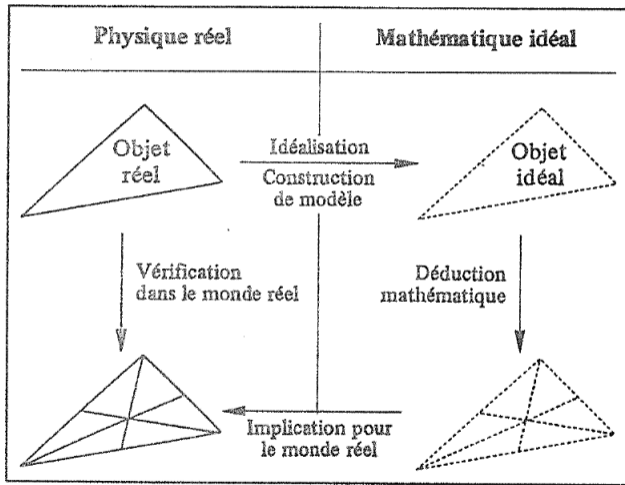 Physique réel
Mathématique idéal
Objet
réel
Idéalisation
Construction
de modèle
Objet
idéal
Vérification
dans le monde réel
Déduction
mathématique
Implication pour
le monde réel